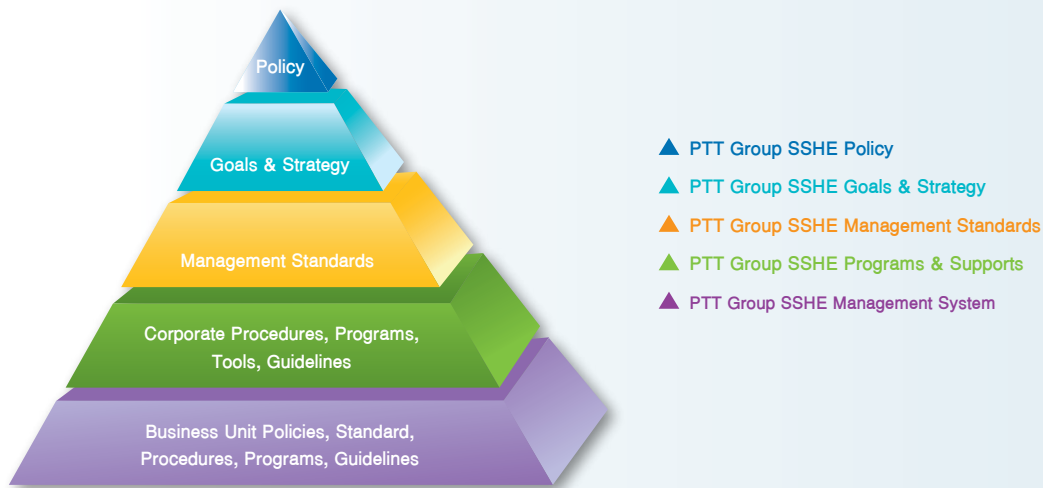 Policy
Goals & Strategy
Management Standards
Corporate Procedures, Programs,
Tools, Guidelines
Business Unit Policies, Standard,
Procedures, Programs, Guidelines
PTT Group SSHE Policy
PTT Group SSHE Goals & Strategy
PTT Group SSHE Management Standards
PTT Group SSHE Programs & Supports
PTT Group SSHE Management System